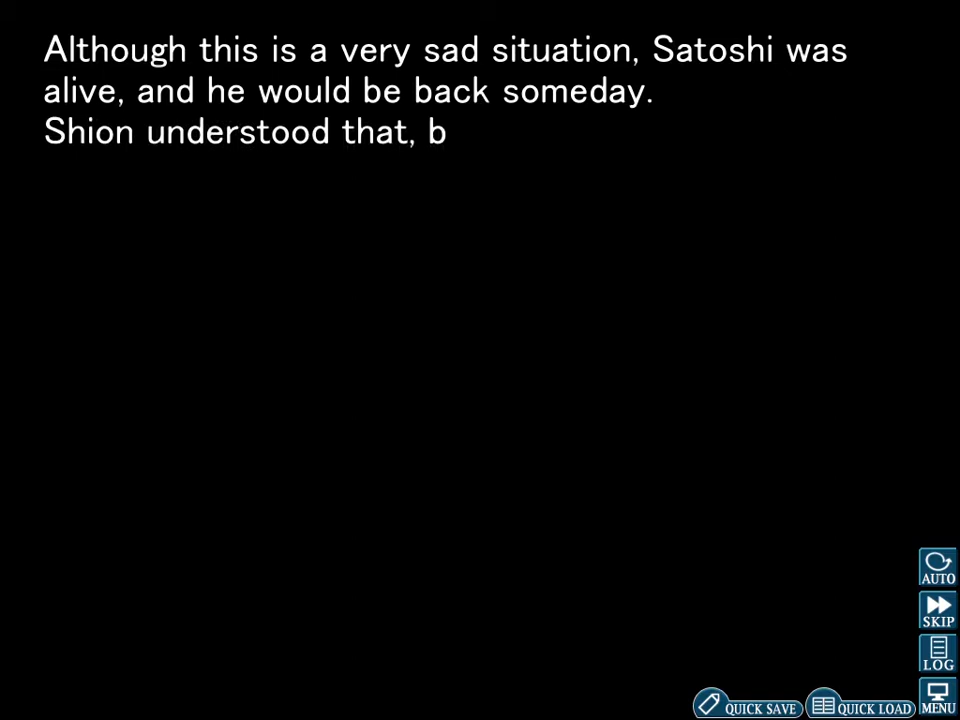 Although this is a very sad situation, Satoshi was
alive, and he would be back someday.
Shion understood that, b
AUTO
SKIP
LOG
MENU
QUICK SAVE
QUICK LOAD